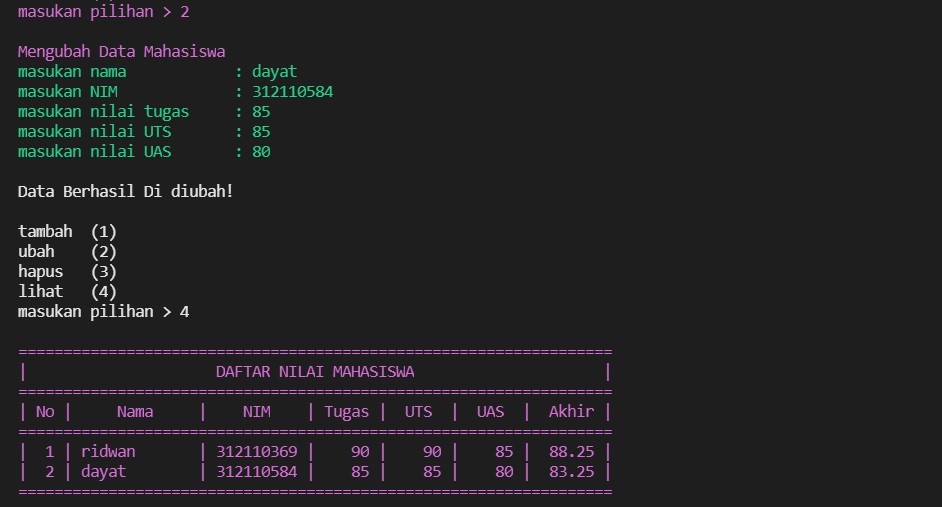 masukan pilihan > 2
Mengubah Data Mahasiswa
masukan nama : dayat
masukan NIM : 312110584
masukan nilai tugas : 85
masukan nilai UTS : 85
masukan nilai UAS : 80
Data Berhasil Di diubah!
tambah (1)
ubah (2)
hapus (3)
lihat (4)
masukan pilihan > 4
==================================================================
| DAFTAR NILAI MAHASISWA |
==================================================================
| No | Nama | NIM | Tugas | UTS | UAS | Akhir |
==================================================================
| 1 | ridwan | 312110369 | 90 | 90 | 85 | 88.25 |
| 2 | dayat | 312110584 | 85 | 85 | 80 | 83.25 |
==================================================================